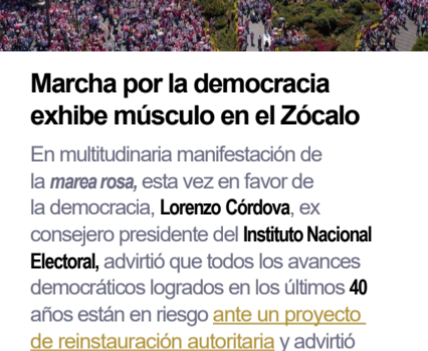 Marcha por la democracia
exhibe músculo en el Zócalo
En multitudinaria manifestación de
la marea rosa, esta vez en favor de
la democracia, Lorenzo Córdova, ex
consejero presidente del Instituto Nacional
Electoral, advirtió que todos los avances
democráticos logrados en los últimos 40
años están en riesgo ante un proyecto
de reinstauración autoritaria y advirtió